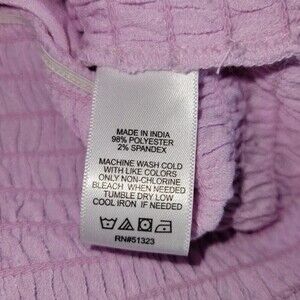 MADE IN INDIA
98% POLYESTER
2% SPANDEX
MACHINE WASH COLD
WITH LIKE COLORS
ONLY NON-CHLORINE
BLEACH WHEN NEEDED
TUMBLE DRY LOW
COOL IRON IF NEEDED
RN#51323